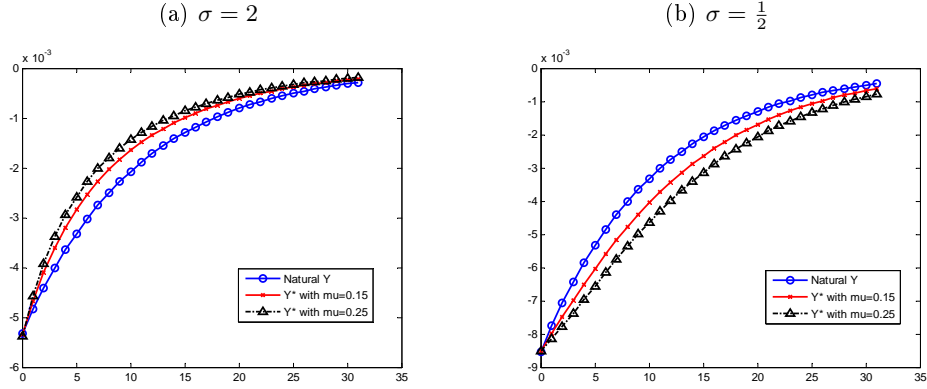 (a) σ = 2
x 10⁻³
0
-1
-2
-3
-4
-5
-6
0 5 10 15 20 25 30 35
Natural Y
Y* with mu=0.15
Y* with mu=0.25
(b) σ = 1/2
x 10⁻³
0
-1
-2
-3
-4
-5
-6
-7
-8
-9
0 5 10 15 20 25 30 35
Natural Y
Y* with mu=0.15
Y* with mu=0.25